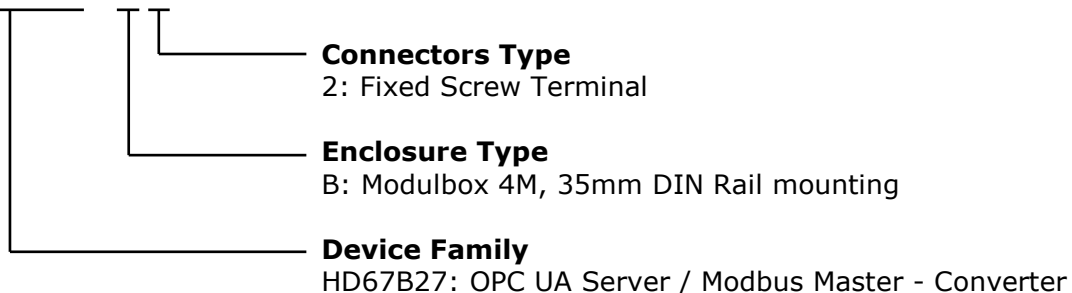 Connectors Type
2: Fixed Screw Terminal
Enclosure Type
B: Modulbox 4M, 35mm DIN Rail mounting
Device Family
HD67B27: OPC UA Server / Modbus Master - Converter